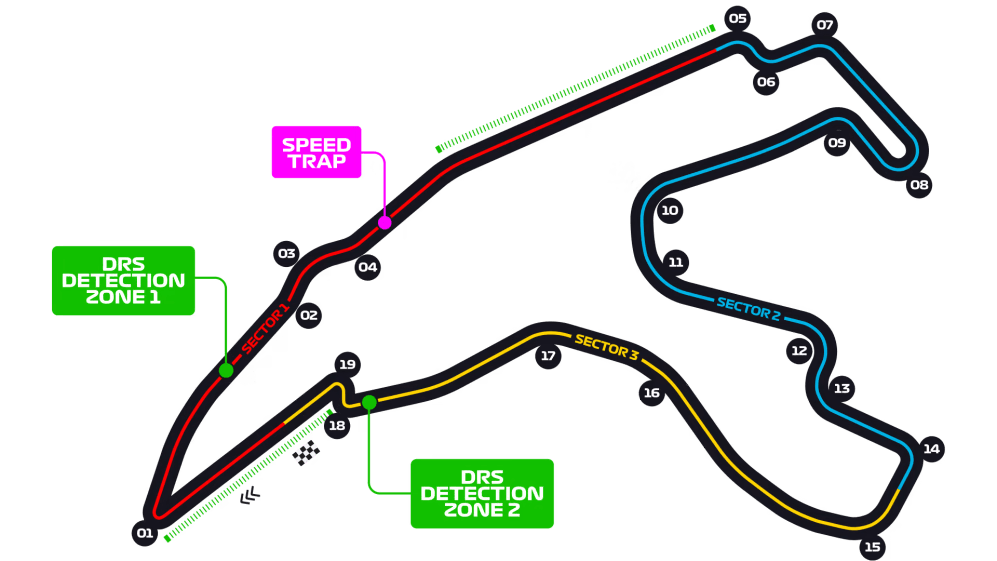 05
07
06
SPEED
TRAP
09
08
10
03
04
11
DRS
DETECTION
ZONE 1
02
SECTOR 1
SECTOR 2
SECTOR 3
12
17
19
13
16
18
14
DRS
DETECTION
ZONE 2
01
15